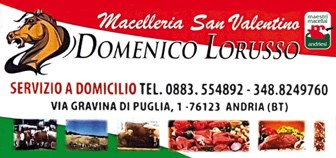 Macelleria San Valentino
DOMENICO LORUSSO
maestri
macellai
andriesi
SERVIZIO A DOMICILIO TEL. 0883. 554892 - 348.8249760
VIA GRAVINA DI PUGLIA, 1 -76123 ANDRIA (BT)